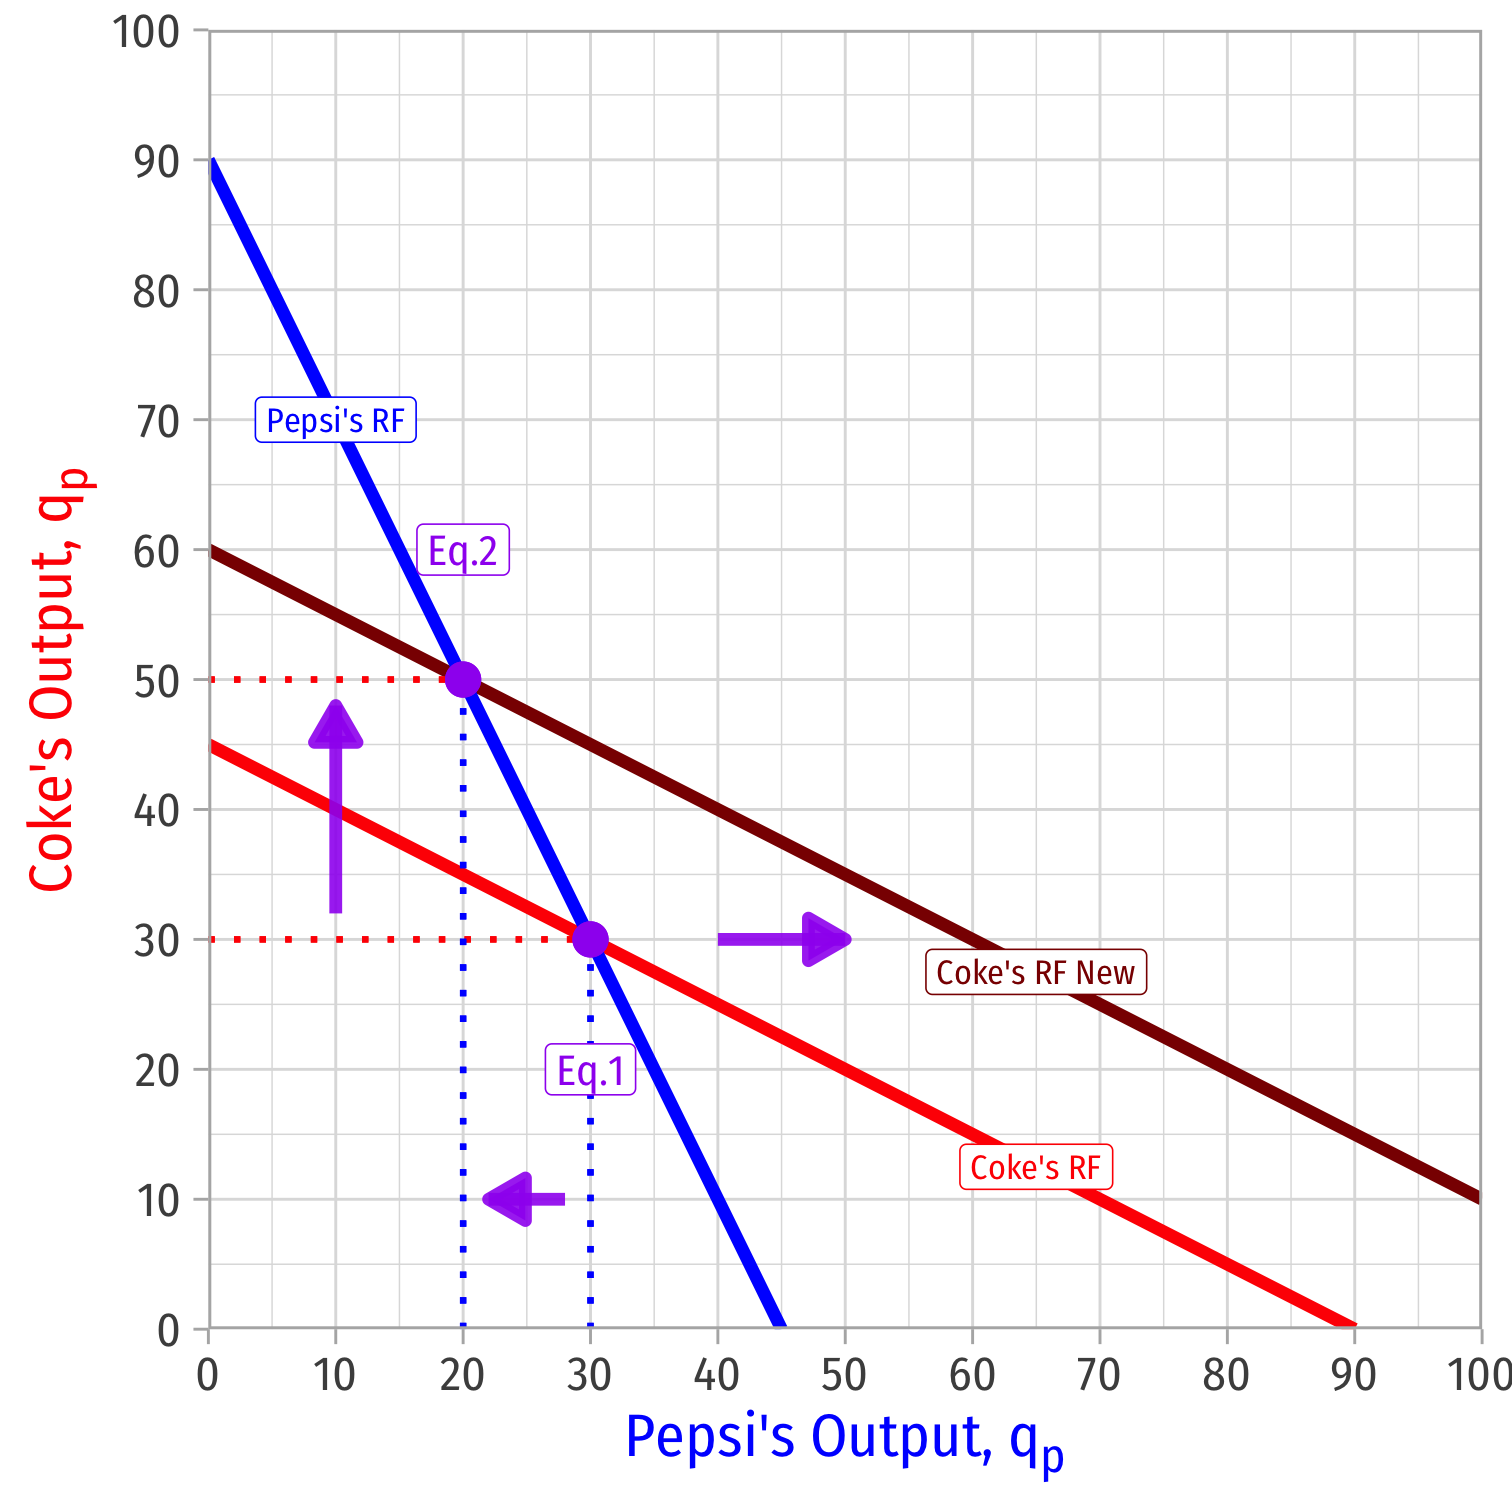 100
90
80
70
60
50
40
30
20
10
0
Coke's Output, qp
Pepsi's RF
Eq.2
Coke's RF New
Eq.1
Coke's RF
0 10 20 30 40 50 60 70 80 90 100
Pepsi's Output, qp